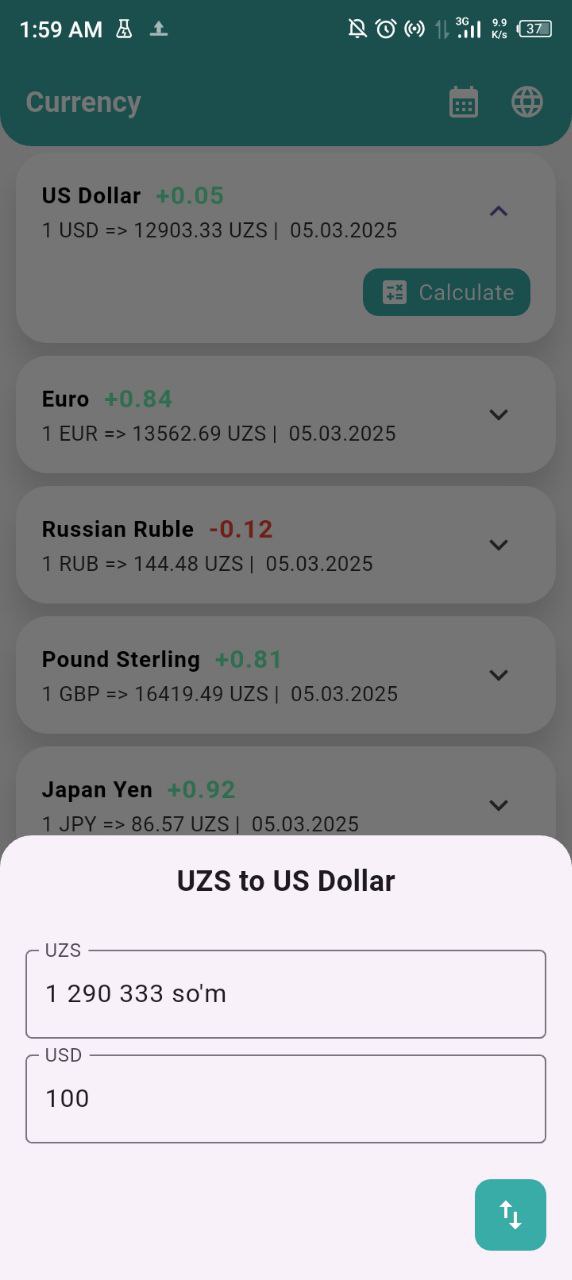 1:59 AM 3G 9.9 K/s 37
Currency
US Dollar +0.05
1 USD => 12903.33 UZS | 05.03.2025
Calculate
Euro +0.84
1 EUR => 13562.69 UZS | 05.03.2025
Russian Ruble -0.12
1 RUB => 144.48 UZS | 05.03.2025
Pound Sterling +0.81
1 GBP => 16419.49 UZS | 05.03.2025
Japan Yen +0.92
1 JPY => 86.57 UZS | 05.03.2025
UZS to US Dollar
UZS
1 290 333 so'm
USD
100